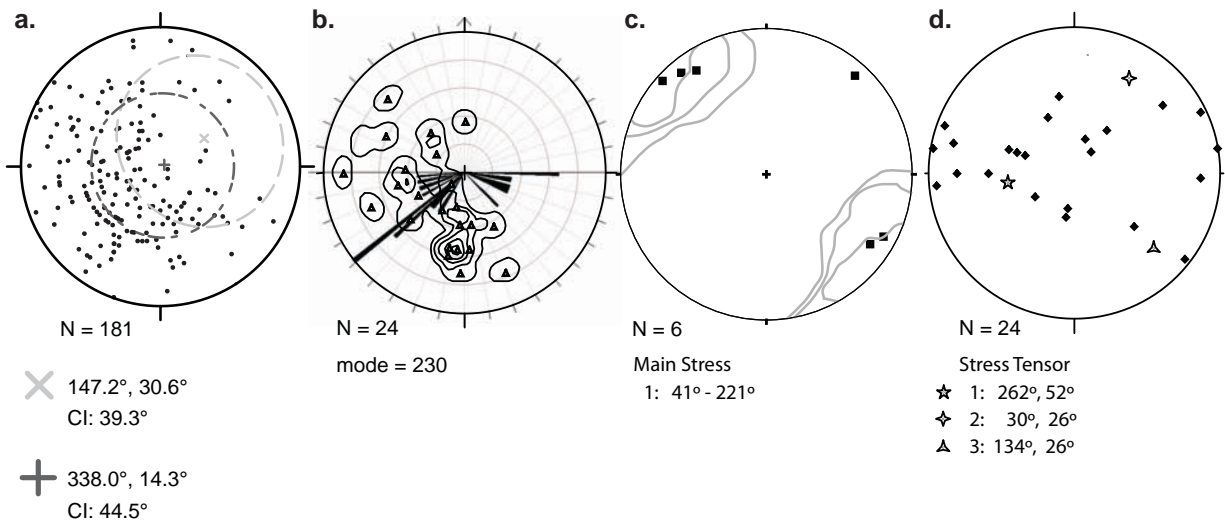 a.
b.
c.
d.
N = 181
147.2°, 30.6°
CI: 39.3°
338.0°, 14.3°
CI: 44.5°
N = 24
mode = 230
N = 6
Main Stress
1: 41º - 221º
N = 24
Stress Tensor
1: 262º, 52º
2: 30º, 26º
3: 134º, 26º